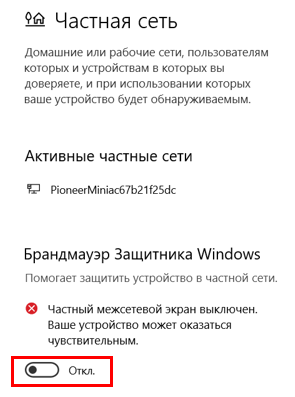 Частная сеть
Домашние или рабочие сети, пользователям
которых и устройствам в которых вы
доверяете, и при использовании которых
ваше устройство будет обнаруживаемым.
Активные частные сети
PioneerMiniac67b21f25dc
Брандмауэр Защитника Windows
Помогает защитить устройство в частной сети.
Частный межсетевой экран выключен.
Ваше устройство может оказаться
чувствительным.
Откл.